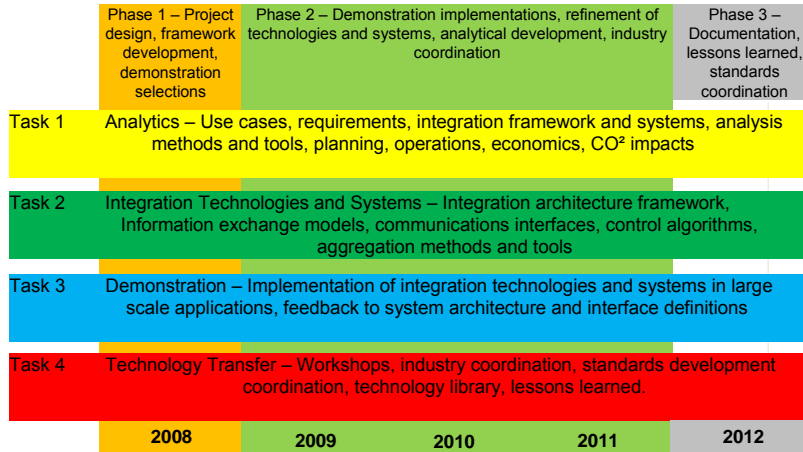 Phase 1 – Project
design, framework
development,
demonstration
selections
Phase 2 – Demonstration implementations, refinement of
technologies and systems, analytical development, industry
coordination
Phase 3 –
Documentation,
lessons learned,
standards
coordination
Task 1
Analytics – Use cases, requirements, integration framework and systems, analysis
methods and tools, planning, operations, economics, CO² impacts
Task 2
Integration Technologies and Systems – Integration architecture framework,
Information exchange models, communications interfaces, control algorithms,
aggregation methods and tools
Task 3
Demonstration – Implementation of integration technologies and systems in large
scale applications, feedback to system architecture and interface definitions
Task 4
Technology Transfer – Workshops, industry coordination, standards development
coordination, technology library, lessons learned.
2008
2009
2010
2011
2012